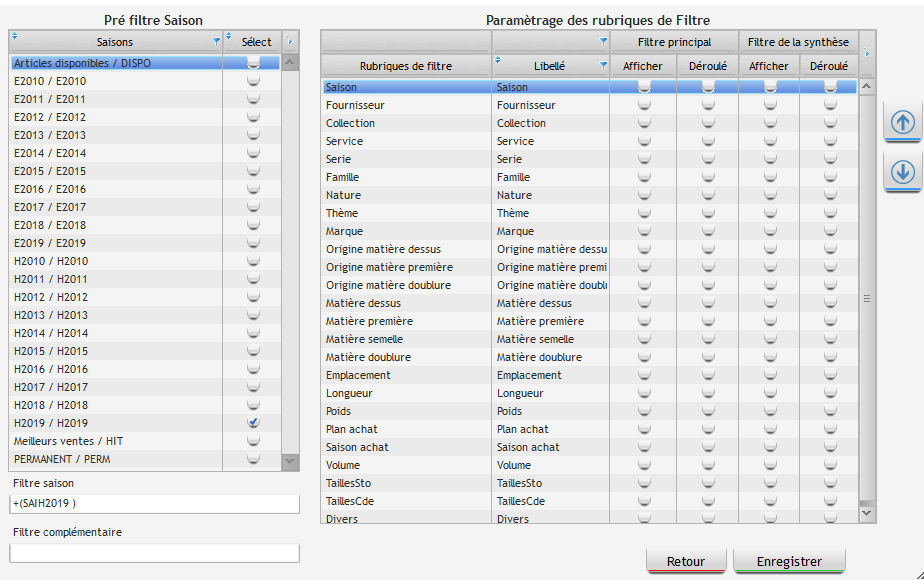 Pré filtre Saison
Saisons Sélect
Articles disponibles / DISPO
E2010 / E2010
E2011 / E2011
E2012 / E2012
E2013 / E2013
E2014 / E2014
E2015 / E2015
E2016 / E2016
E2017 / E2017
E2018 / E2018
E2019 / E2019
H2010 / H2010
H2011 / H2011
H2012 / H2012
H2013 / H2013
H2014 / H2014
H2015 / H2015
H2016 / H2016
H2017 / H2017
H2018 / H2018
H2019 / H2019
Meilleurs ventes / HIT
PERMANENT / PERM
Filtre saison
+(SAIH2019 )
Filtre complémentaire
Paramètrage des rubriques de Filtre
Filtre principal Filtre de la synthèse
Rubriques de filtre Libellé Afficher Déroulé Afficher Déroulé
Saison Saison
Fournisseur Fournisseur
Collection Collection
Service Service
Serie Serie
Famille Famille
Nature Nature
Thème Thème
Marque Marque
Origine matière dessus Origine matière dessu
Origine matière première Origine matière premi
Origine matière doublure Origine matière doubl
Matière dessus Matière dessus
Matière première Matière première
Matière semelle Matière semelle
Matière doublure Matière doublure
Emplacement Emplacement
Longueur Longueur
Poids Poids
Plan achat Plan achat
Saison achat Saison achat
Volume Volume
TaillesSto TaillesSto
TaillesCde TaillesCde
Divers Divers
Retour Enregistrer